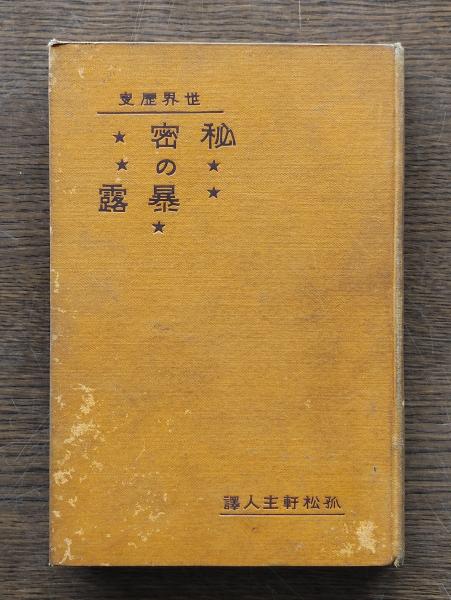 世界歴史
秘密の暴露
孤松軒主人譯